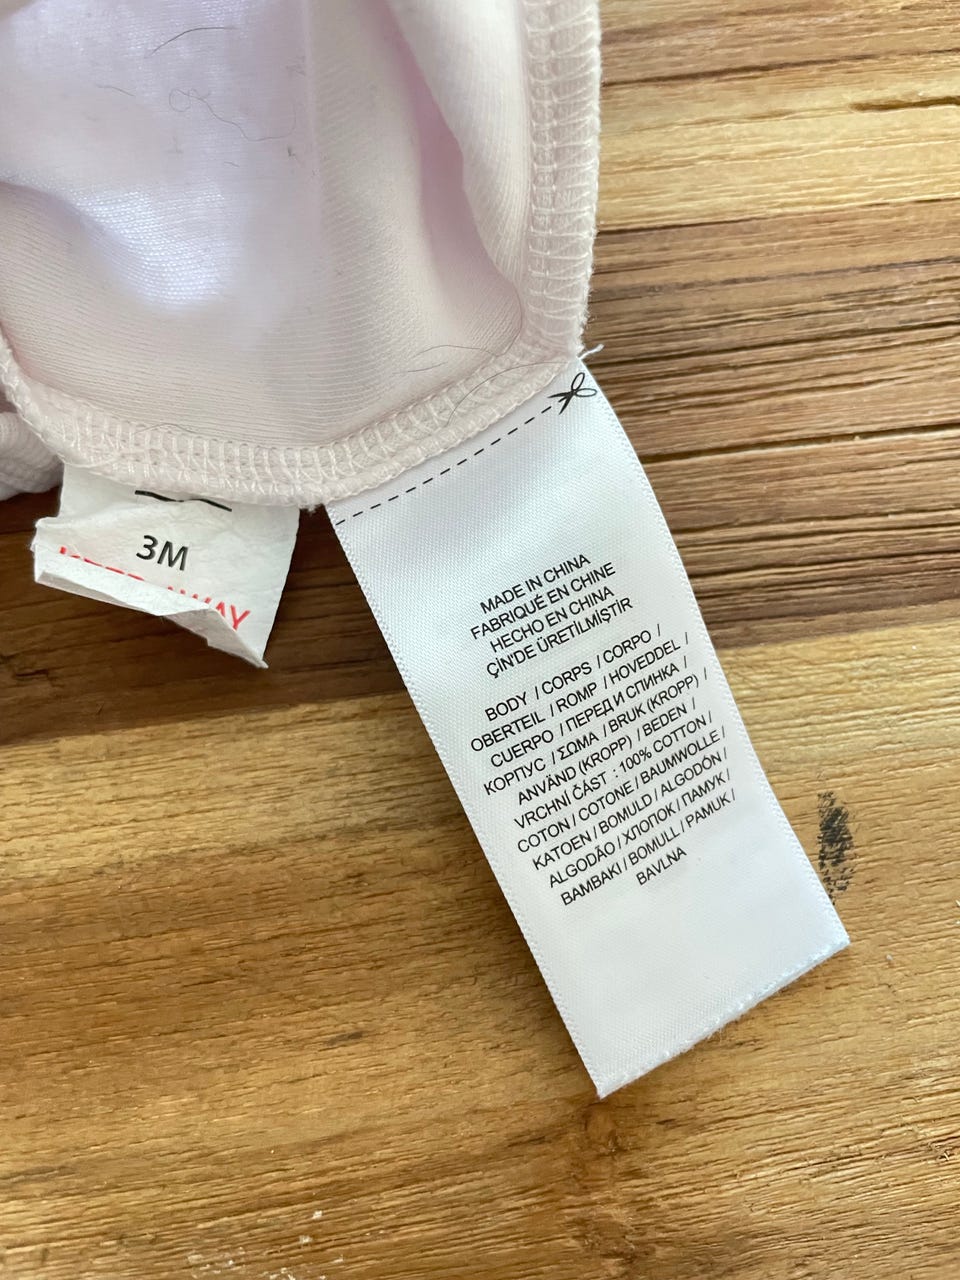 3M
KEEP AWAY
MADE IN CHINA
FABRIQUÉ EN CHINE
HECHO EN CHINA
ÇİN'DE ÜRETİLMİŞTİR
BODY / CORPS / CORPO /
OBERTEIL / ROMP / HOVEDDEL /
CUERPO / ПЕРЕД И СПИНКА /
КОРПУС / ΣΩΜΑ / BRUK (KROPP) /
ANVÄND (KROPP) / BEDEN /
VRCHNÍ ČÁST : 100% COTTON /
COTON / COTONE / BAUMWOLLE /
KATOEN / BOMULD / ALGODÓN /
ALGODÃO / ХЛОПОК / ПАМУК /
BAMBAKI / BOMULL / PAMUK /
BAVLNA